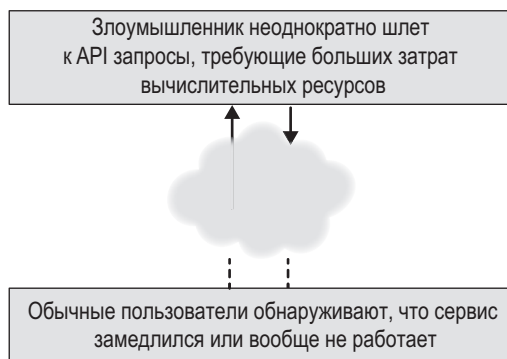 Злоумышленник неоднократно шлет
к API запросы, требующие больших затрат
вычислительных ресурсов
Обычные пользователи обнаруживают, что сервис
замедлился или вообще не работает